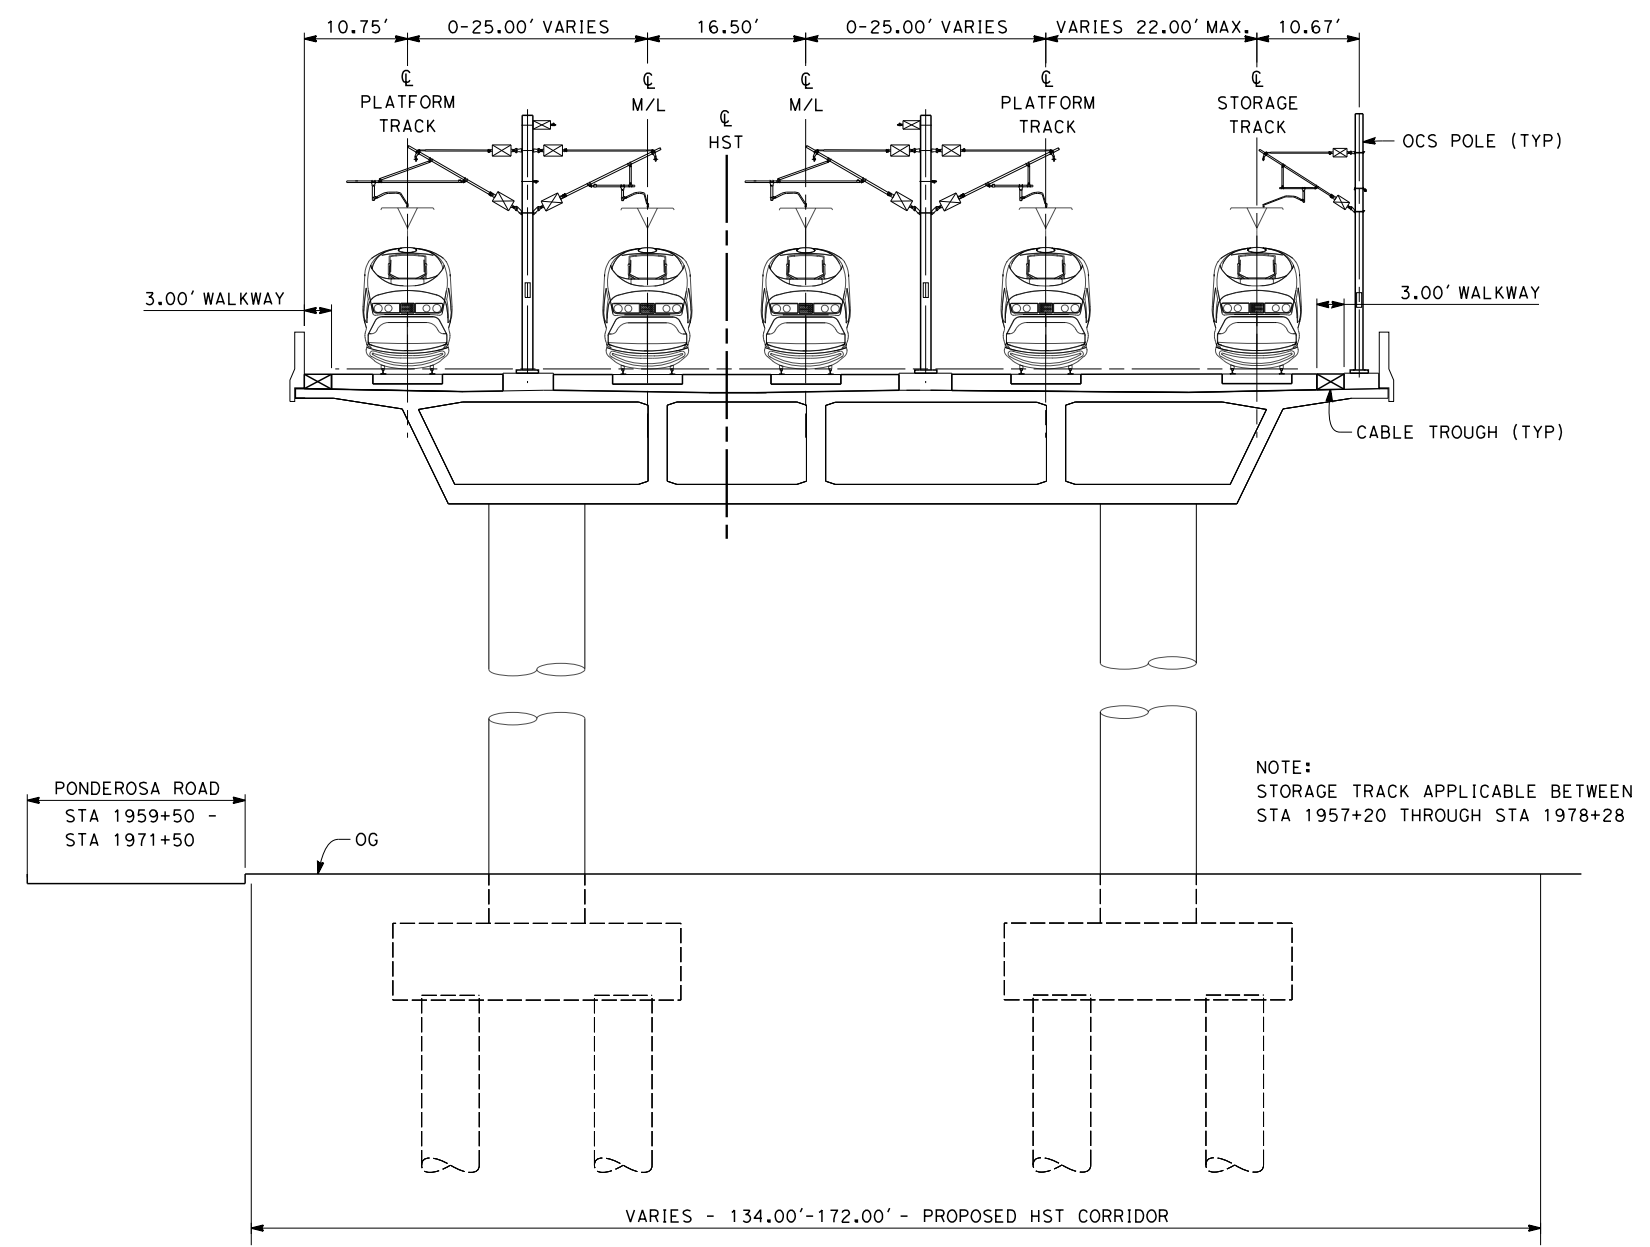 10.75' 0-25.00' VARIES 16.50' 0-25.00' VARIES VARIES 22.00' MAX. 10.67'
℄
PLATFORM
TRACK
℄
M/L
℄
HST
℄
M/L
℄
PLATFORM
TRACK
℄
STORAGE
TRACK
OCS POLE (TYP)
3.00' WALKWAY
3.00' WALKWAY
CABLE TROUGH (TYP)
NOTE:
STORAGE TRACK APPLICABLE BETWEEN
STA 1957+20 THROUGH STA 1978+28
PONDEROSA ROAD
STA 1959+50 -
STA 1971+50
OG
VARIES - 134.00'-172.00' - PROPOSED HST CORRIDOR